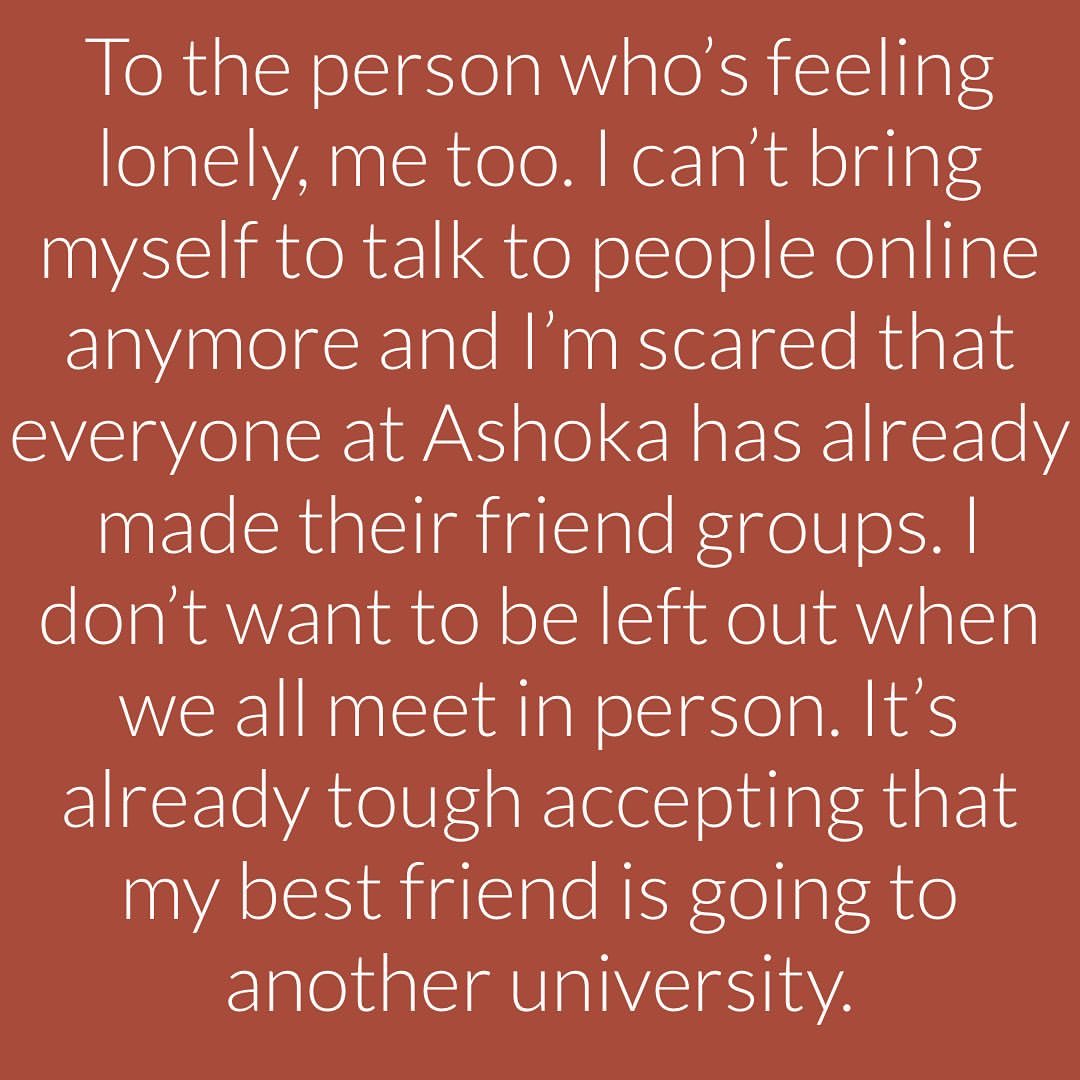 To the person who’s feeling
lonely, me too. I can’t bring
myself to talk to people online
anymore and I’m scared that
everyone at Ashoka has already
made their friend groups. I
don’t want to be left out when
we all meet in person. It’s
already tough accepting that
my best friend is going to
another university.